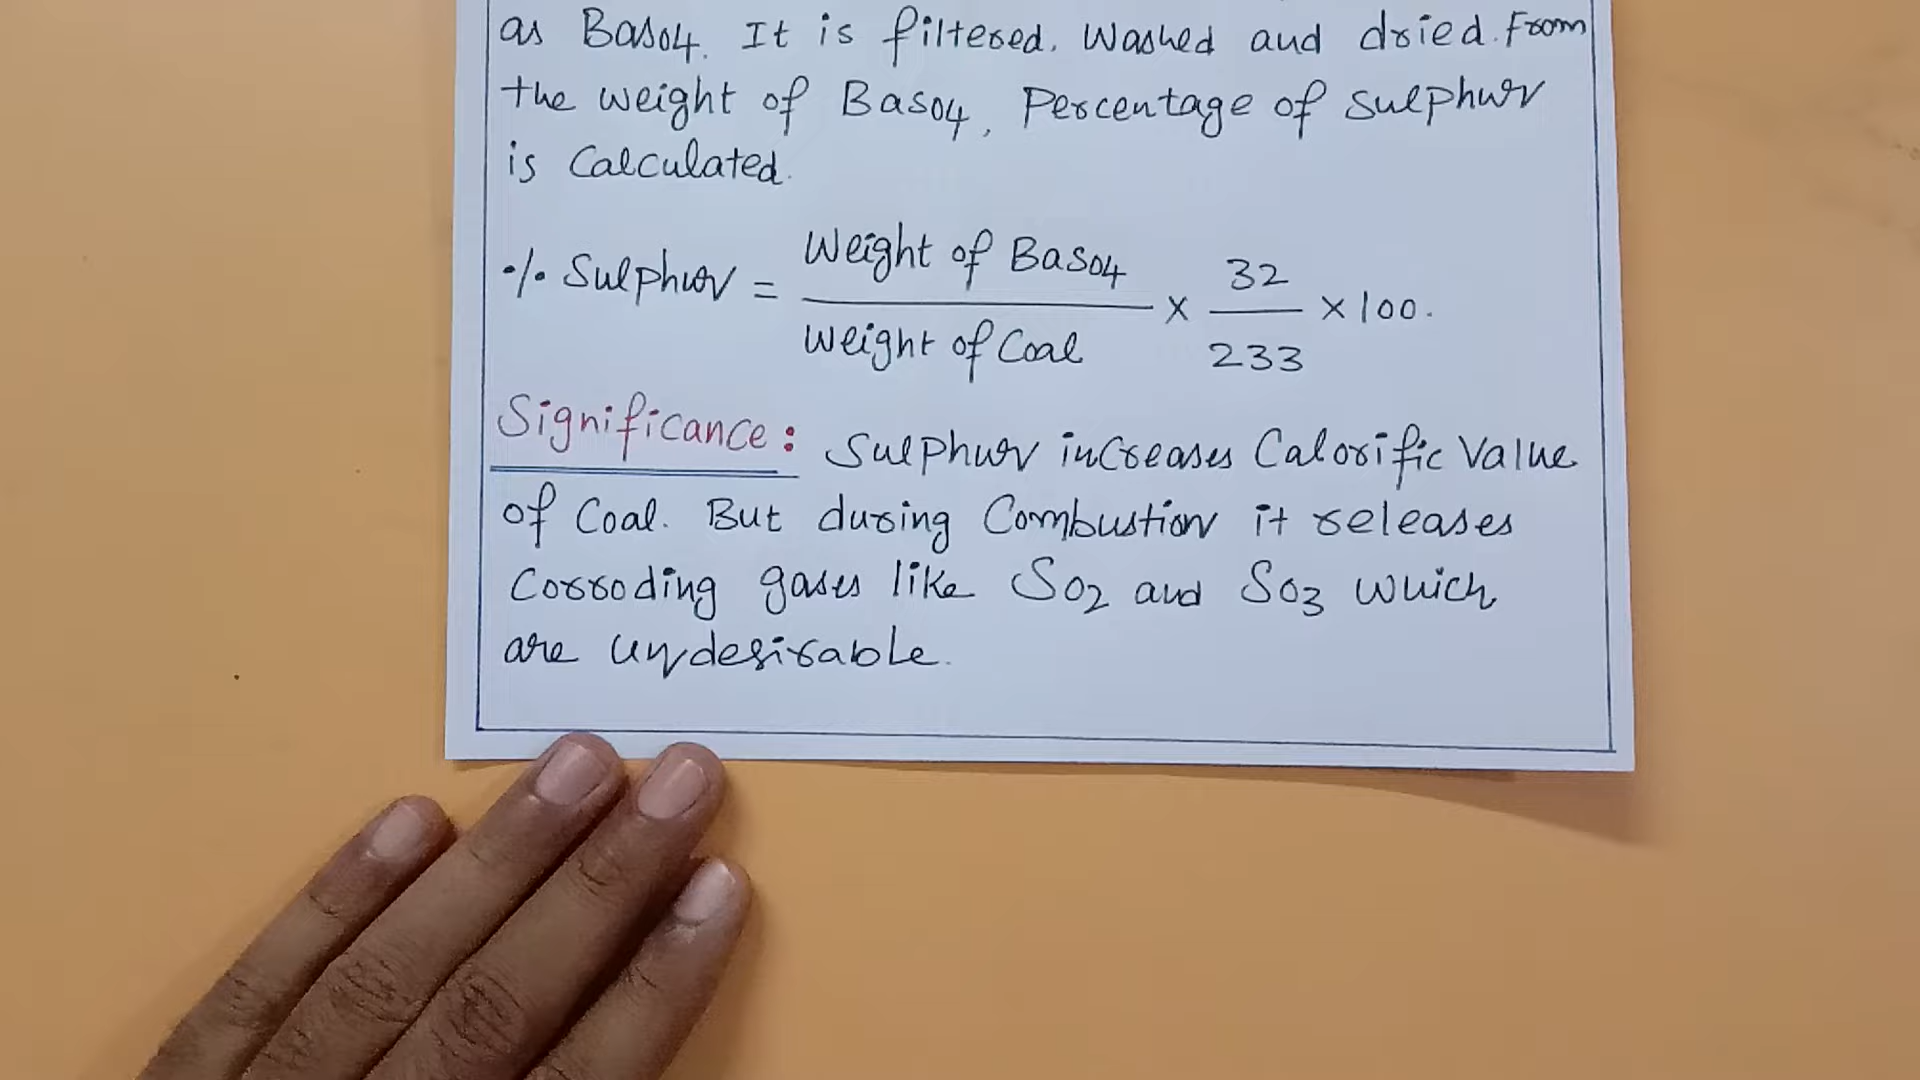 as BaSO4. It is filtered, Washed and dried. From
the weight of BaSO4, Percentage of Sulphur
is Calculated.
% Sulphur = Weight of BaSO4 / Weight of Coal × 32 / 233 × 100.
Significance: Sulphur increases Calorific Value
of Coal. But during Combustion it releases
Corroding gases like SO2 and SO3 which
are undesirable.